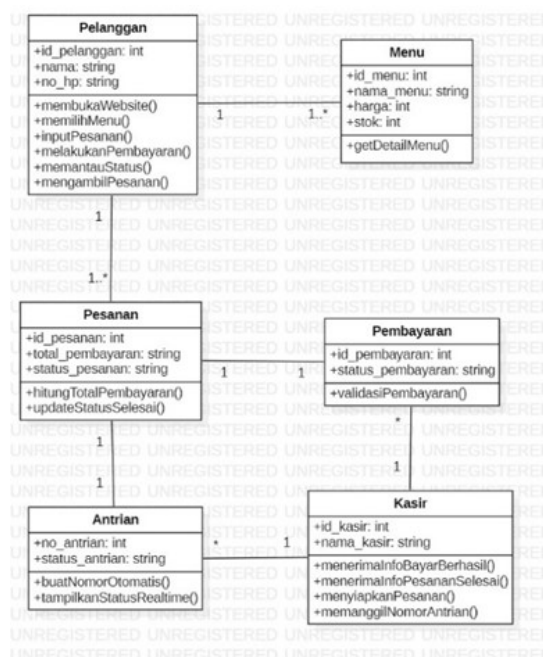 Pelanggan
+id_pelanggan: int
+nama: string
+no_hp: string
+membukaWebsite()
+memilihMenu()
+inputPesanan()
+melakukanPembayaran()
+memantauStatus()
+mengambilPesanan()
Menu
+id_menu: int
+nama_menu: string
+harga: int
+stok: int
+getDetailMenu()
1
1..*
1
1..*
Pesanan
+id_pesanan: int
+total_pembayaran: string
+status_pesanan: string
+hitungTotalPembayaran()
+updateStatusSelesai()
Pembayaran
+id_pembayaran: int
+status_pembayaran: string
+validasiPembayaran()
1
1
1
1
*
1
Antrian
+no_antrian: int
+status_antrian: string
+buatNomorOtomatis()
+tampilkanStatusRealtime()
*
1
Kasir
+id_kasir: int
+nama_kasir: string
+menerimaInfoBayarBerhasil()
+menerimaInfoPesananSelesai()
+menyiapkanPesanan()
+memanggilNomorAntrian()
UNREGISTERED UNREGISTERED UNREGISTERED